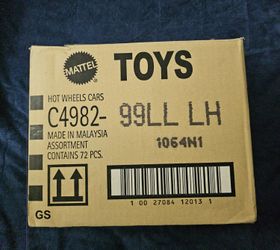 MATTEL
TOYS
HOT WHEELS CARS
C4982- 99LL LH
MADE IN MALAYSIA
ASSORTMENT
CONTAINS 72 PCS.
1064N1
1 00 27084 12013 1
GS